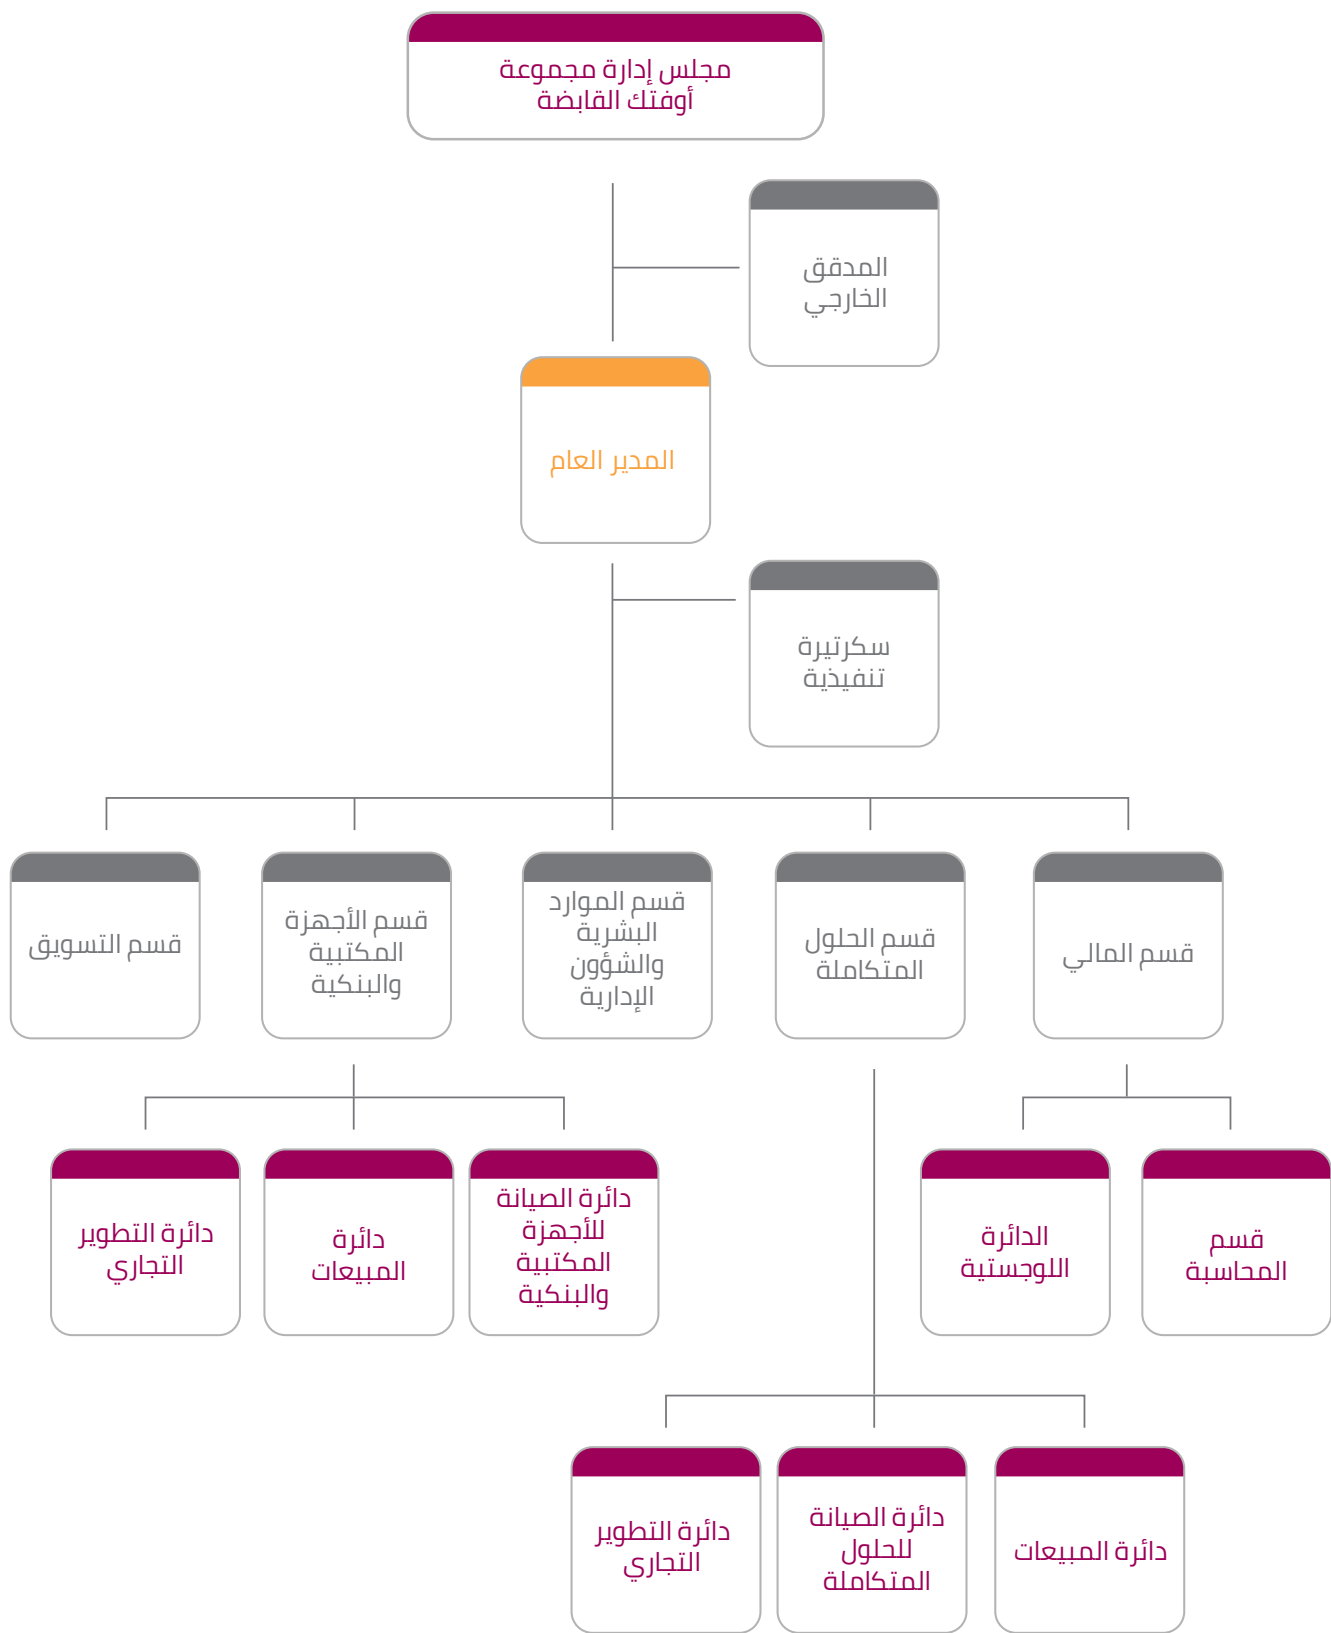 مجلس إدارة مجموعة
أوفتك القابضة
المدقق
الخارجي
المدير العام
سكرتيرة
تنفيذية
قسم المالي
قسم الحلول
المتكاملة
قسم الموارد
البشرية
والشؤون
الإدارية
قسم الأجهزة
المكتبية
والبنكية
قسم التسويق
قسم
المحاسبة
الدائرة
اللوجستية
دائرة الصيانة
للأجهزة
المكتبية
والبنكية
دائرة
المبيعات
دائرة التطوير
التجاري
دائرة المبيعات
دائرة الصيانة
للحلول
المتكاملة
دائرة التطوير
التجاري